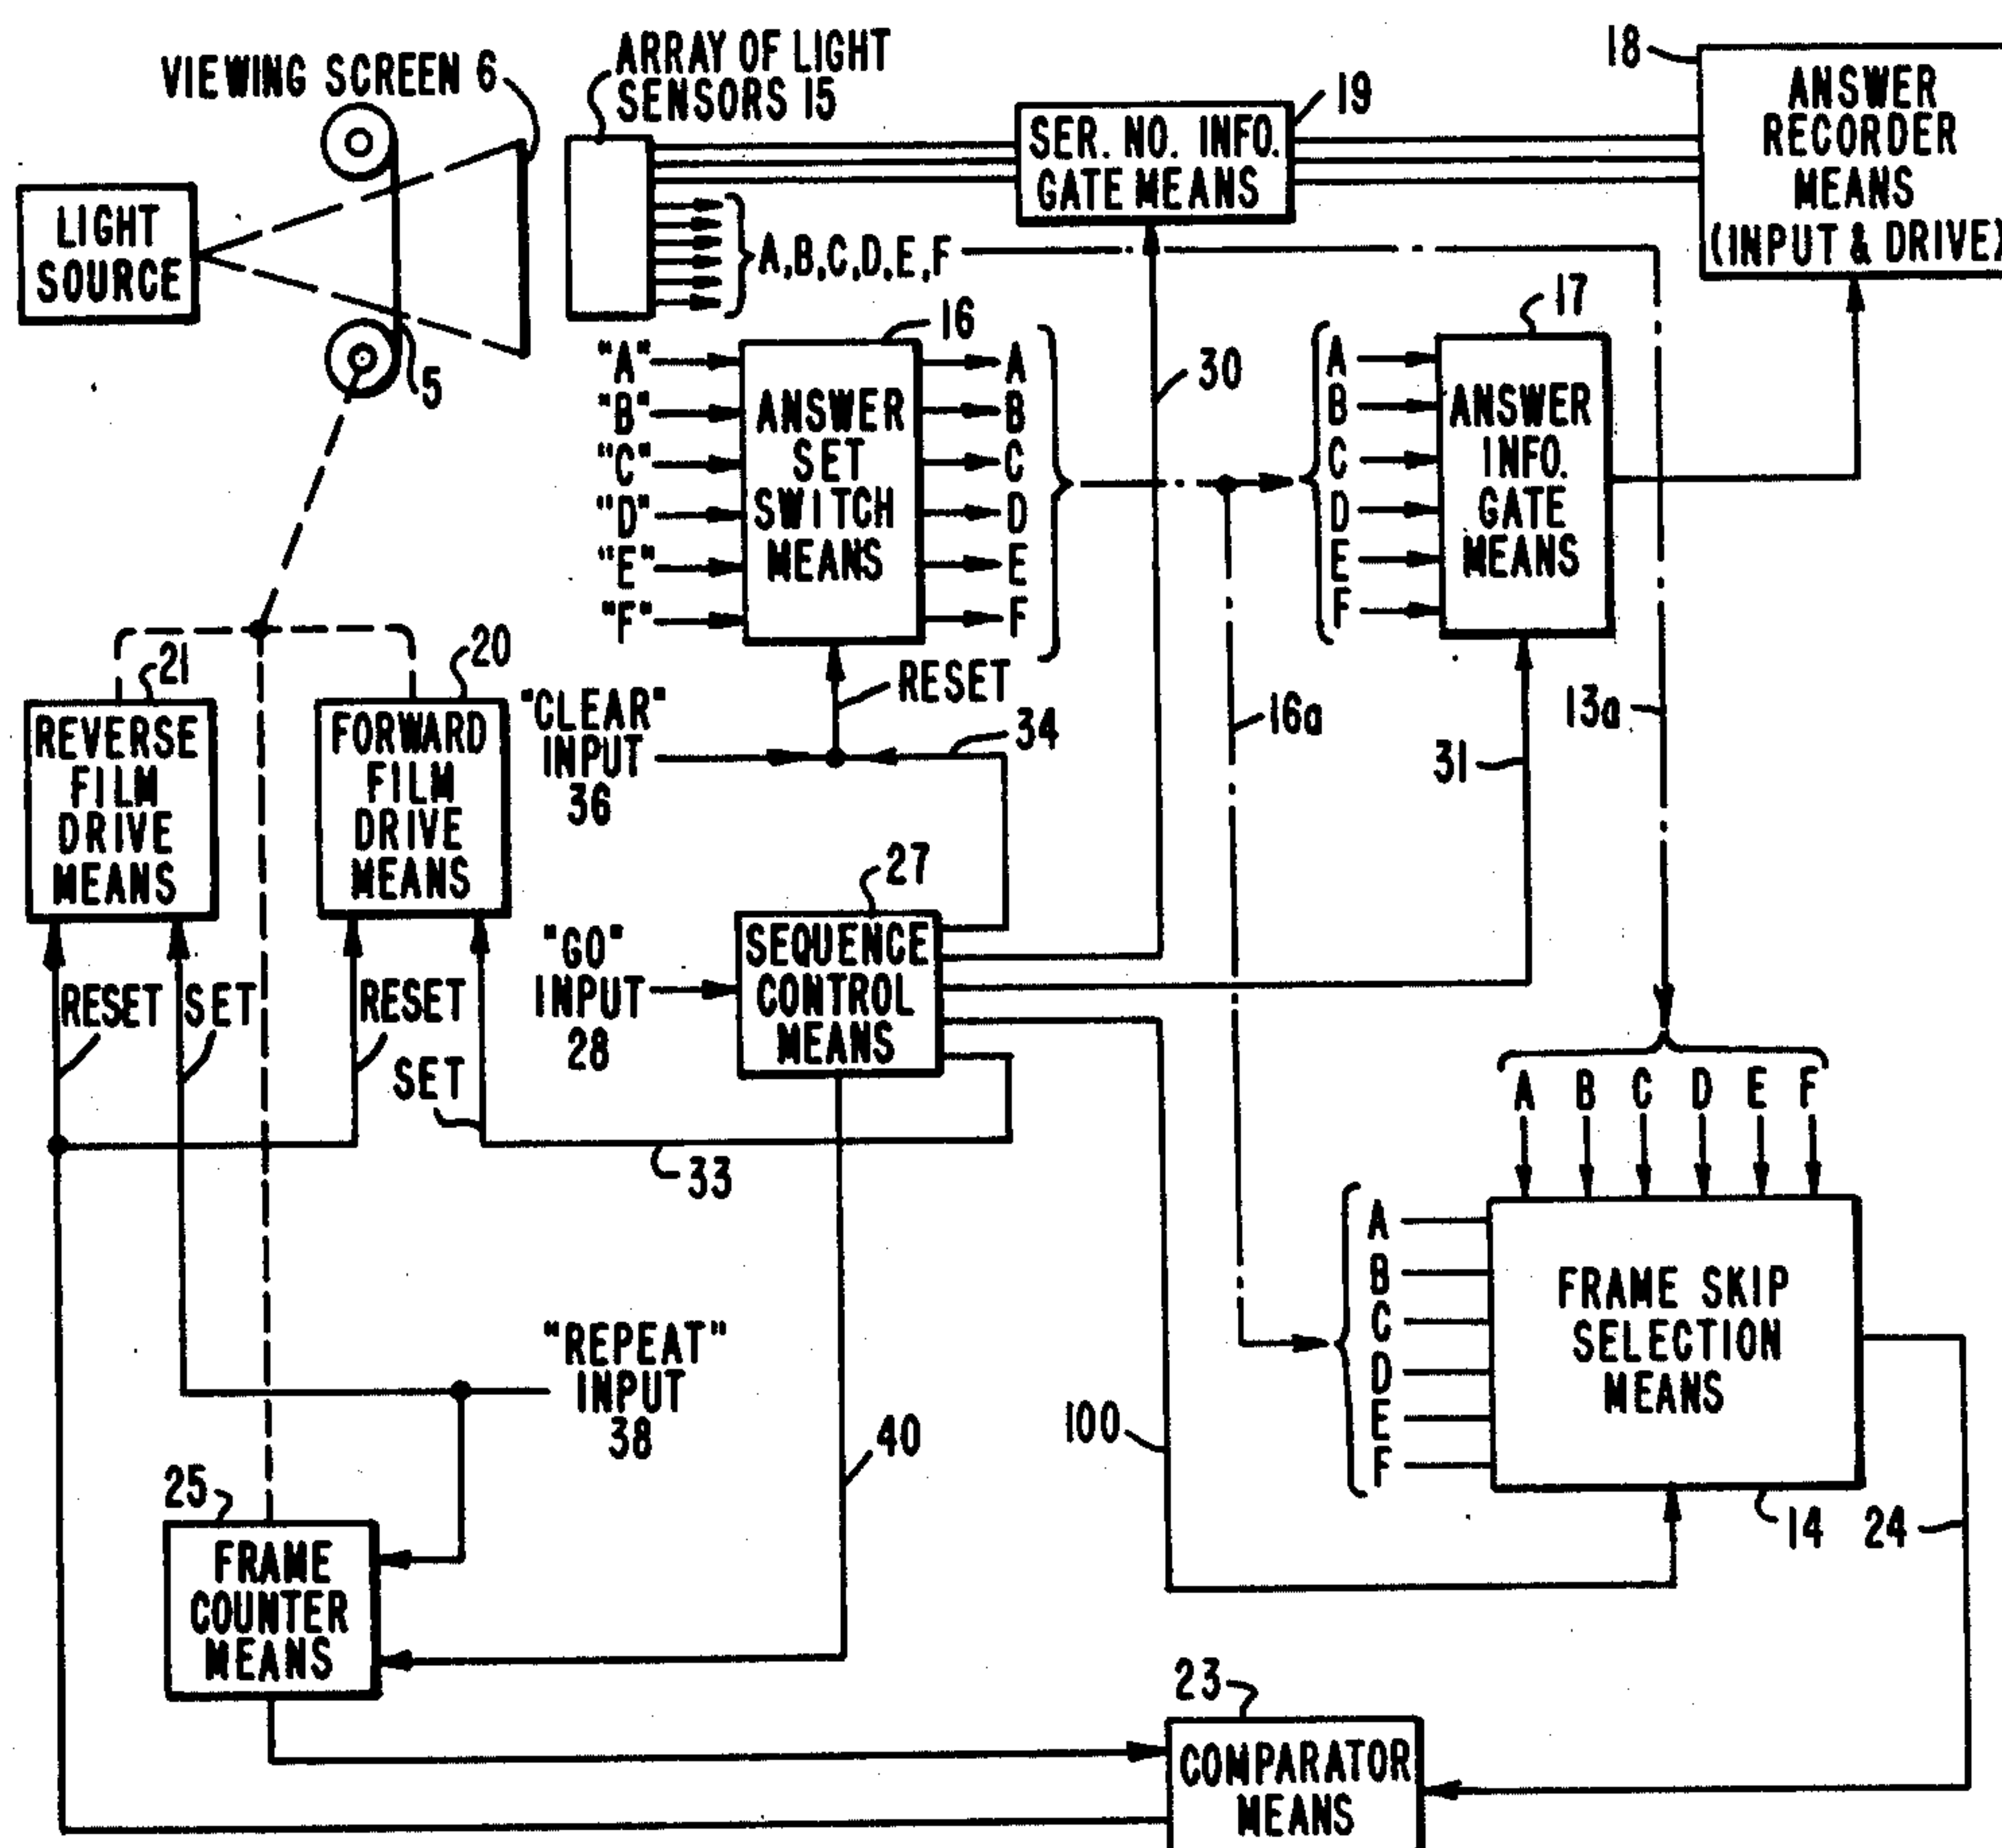 VIEWING SCREEN 6
ARRAY OF LIGHT
SENSORS 15
18
ANSWER
RECORDER
MEANS
(INPUT & DRIVE)
19
SER. NO. INFO.
GATE MEANS
LIGHT
SOURCE
A,B,C,D,E,F
5
16
"A"
"B"
"C"
"D"
"E"
"F"
ANSWER
SET
SWITCH
MEANS
A
B
C
D
E
F
30
17
A
B
C
D
E
F
ANSWER
INFO.
GATE
MEANS
RESET
"CLEAR"
INPUT
36
34
16a
31
13a
21
REVERSE
FILM
DRIVE
MEANS
20
FORWARD
FILM
DRIVE
MEANS
RESET
SET
RESET
SET
"GO"
INPUT
28
27
SEQUENCE
CONTROL
MEANS
33
A B C D E F
A
B
C
D
E
F
FRAME SKIP
SELECTION
MEANS
14
24
"REPEAT"
INPUT
38
40
100
25
FRAME
COUNTER
MEANS
23
COMPARATOR
MEANS